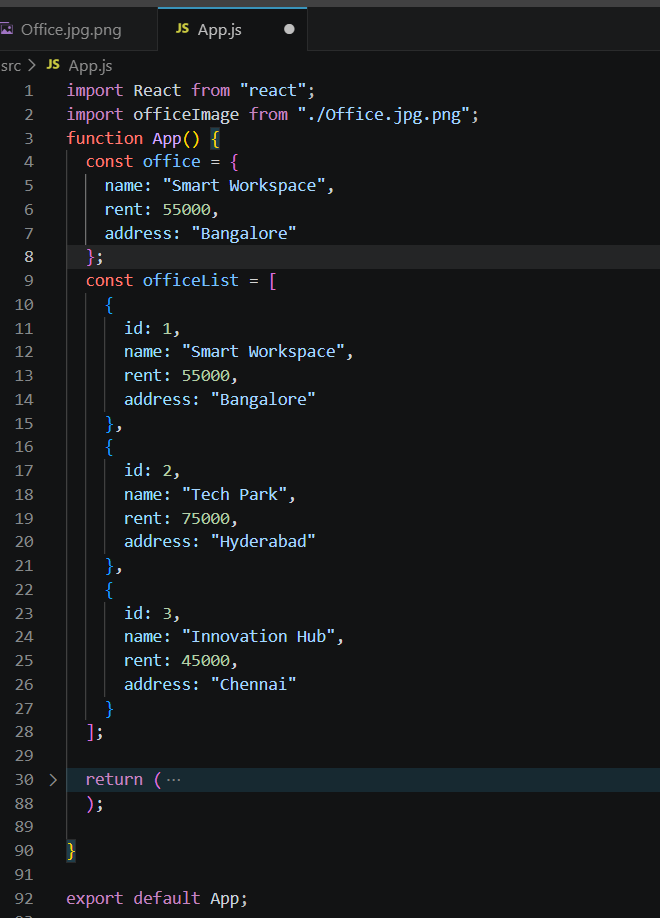 Office.jpg.png JS App.js
src > JS App.js
1 import React from "react";
2 import officeImage from "./Office.jpg.png";
3 function App() {
4   const office = {
5     name: "Smart Workspace",
6     rent: 55000,
7     address: "Bangalore"
8   };
9   const officeList = [
10     {
11       id: 1,
12       name: "Smart Workspace",
13       rent: 55000,
14       address: "Bangalore"
15     },
16     {
17       id: 2,
18       name: "Tech Park",
19       rent: 75000,
20       address: "Hyderabad"
21     },
22     {
23       id: 3,
24       name: "Innovation Hub",
25       rent: 45000,
26       address: "Chennai"
27     }
28   ];
29
30 >   return ( ···
88   );
89
90 }
91
92 export default App;